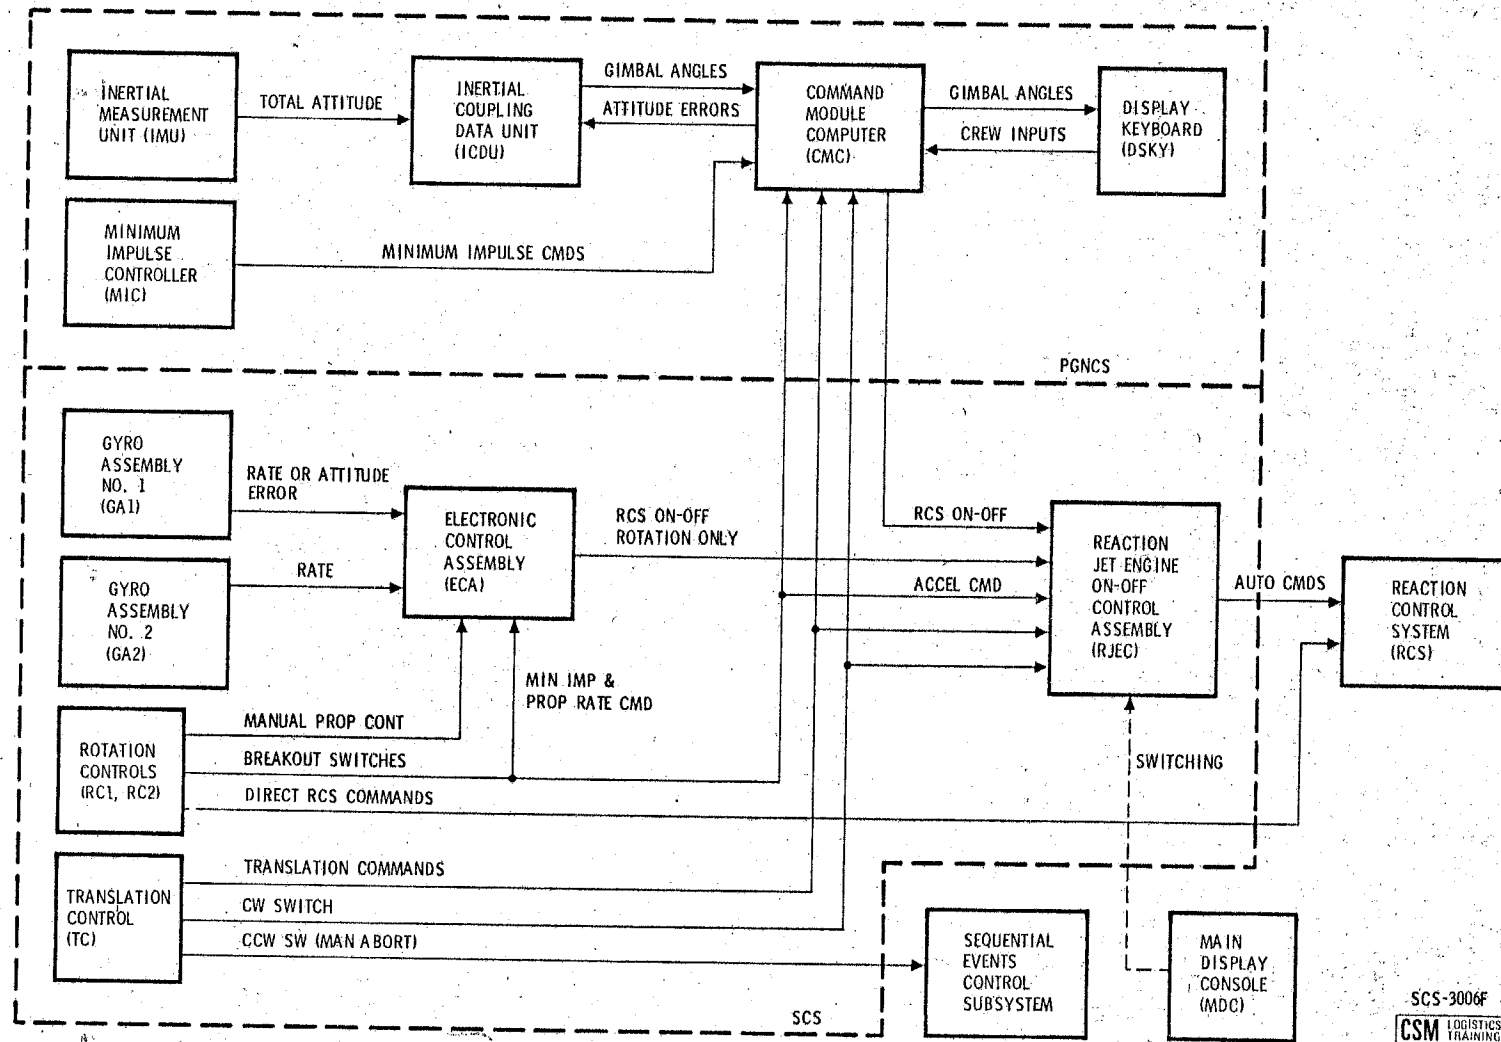 INERTIAL
MEASUREMENT
UNIT (IMU)
TOTAL ATTITUDE
INERTIAL
COUPLING
DATA UNIT
(ICDU)
GIMBAL ANGLES
ATTITUDE ERRORS
COMMAND
MODULE
COMPUTER
(CMC)
GIMBAL ANGLES
CREW INPUTS
DISPLAY
KEYBOARD
(DSKY)
MINIMUM
IMPULSE
CONTROLLER
(MIC)
MINIMUM IMPULSE CMDS
PGNCS
GYRO
ASSEMBLY
NO. 1
(GA1)
RATE OR ATTITUDE
ERROR
GYRO
ASSEMBLY
NO. 2
(GA2)
RATE
ELECTRONIC
CONTROL
ASSEMBLY
(ECA)
RCS ON-OFF
ROTATION ONLY
RCS ON-OFF
ACCEL CMD
REACTION
JET ENGINE
ON-OFF
CONTROL
ASSEMBLY
(RJEC)
AUTO CMDS
REACTION
CONTROL
SYSTEM
(RCS)
MIN IMP &
PROP RATE CMD
ROTATION
CONTROLS
(RC1, RC2)
MANUAL PROP CONT
BREAKOUT SWITCHES
DIRECT RCS COMMANDS
SWITCHING
TRANSLATION
CONTROL
(TC)
TRANSLATION COMMANDS
CW SWITCH
CCW SW (MAN ABORT)
SEQUENTIAL
EVENTS
CONTROL
SUBSYSTEM
MAIN
DISPLAY
CONSOLE
(MDC)
SCS
SCS-3006F
CSM LOGISTICS
TRAINING